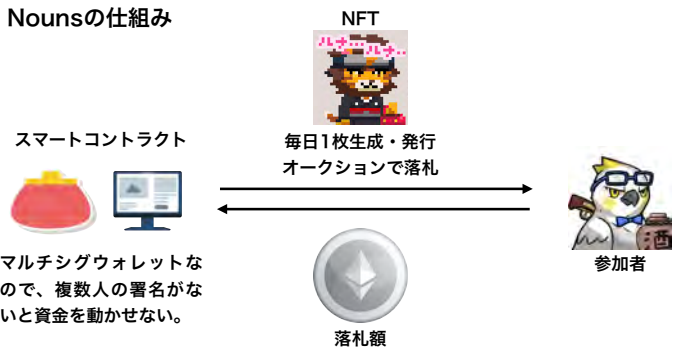 Nounsの仕組み
NFT
ルナ…ルナ…
スマートコントラクト
毎日1枚生成・発行
オークションで落札
マルチシグウォレットな
ので、複数人の署名がな
いと資金を動かせない。
酒
参加者
落札額